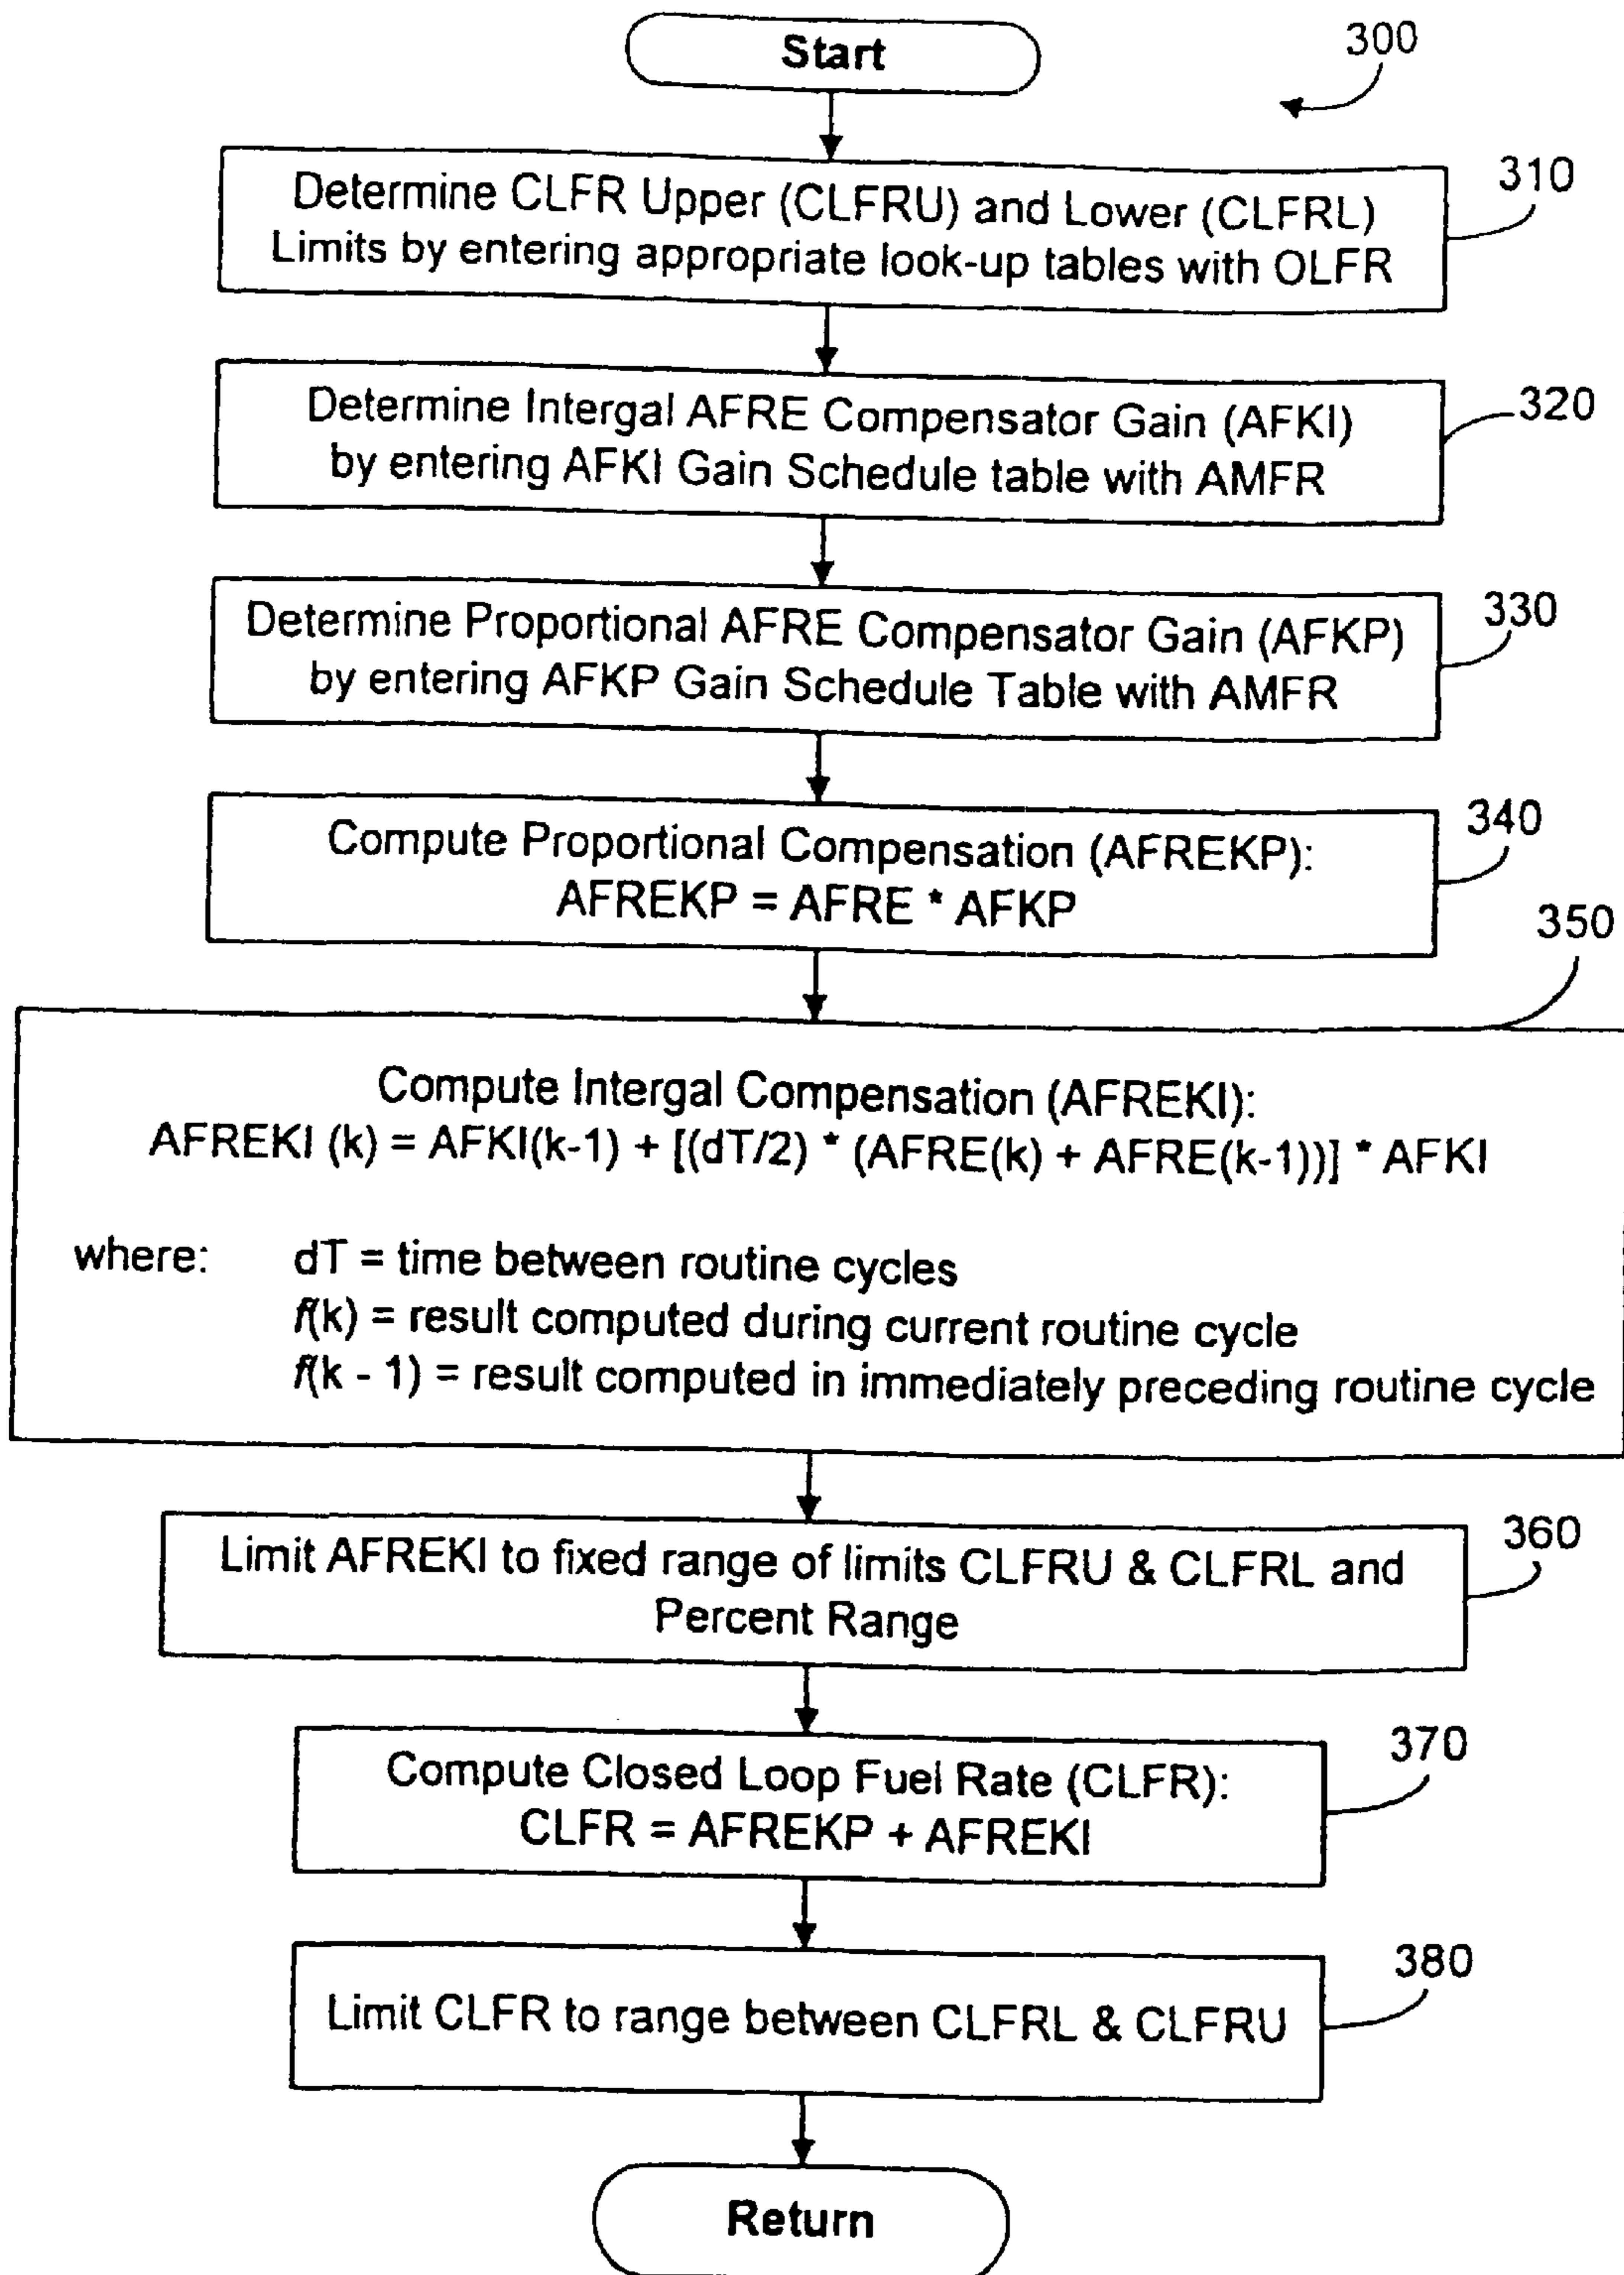 Start
300
Determine CLFR Upper (CLFRU) and Lower (CLFRL)
Limits by entering appropriate look-up tables with OLFR
310
Determine Intergal AFRE Compensator Gain (AFKI)
by entering AFKI Gain Schedule table with AMFR
320
Determine Proportional AFRE Compensator Gain (AFKP)
by entering AFKP Gain Schedule Table with AMFR
330
Compute Proportional Compensation (AFREKP):
AFREKP = AFRE * AFKP
340
350
Compute Intergal Compensation (AFREKI):
AFREKI (k) = AFKI(k-1) + [((dT/2) * (AFRE(k) + AFRE(k-1))] * AFKI
where: dT = time between routine cycles
f(k) = result computed during current routine cycle
f(k - 1) = result computed in immediately preceding routine cycle
Limit AFREKI to fixed range of limits CLFRU & CLFRL and
Percent Range
360
Compute Closed Loop Fuel Rate (CLFR):
CLFR = AFREKP + AFREKI
370
Limit CLFR to range between CLFRL & CLFRU
380
Return